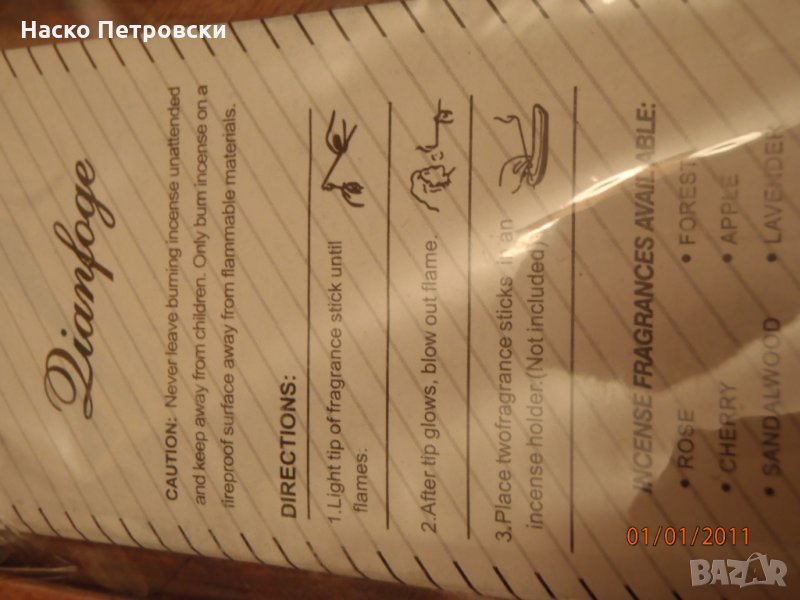 Наско Петровски
Qianfoge
CAUTION: Never leave burning incense unattended
and keep away from children. Only burn incense on a
fireproof surface away from flammable materials.
DIRECTIONS:
1.Light tip of fragrance stick until
flames.
2.After tip glows, blow out flame.
3.Place twofragrance sticks in an
incense holder.(Not included)
INCENSE FRAGRANCES AVAILABLE:
• ROSE • FOREST
• CHERRY • APPLE
• SANDALWOOD • LAVENDER
01/01/2011
BAZAR